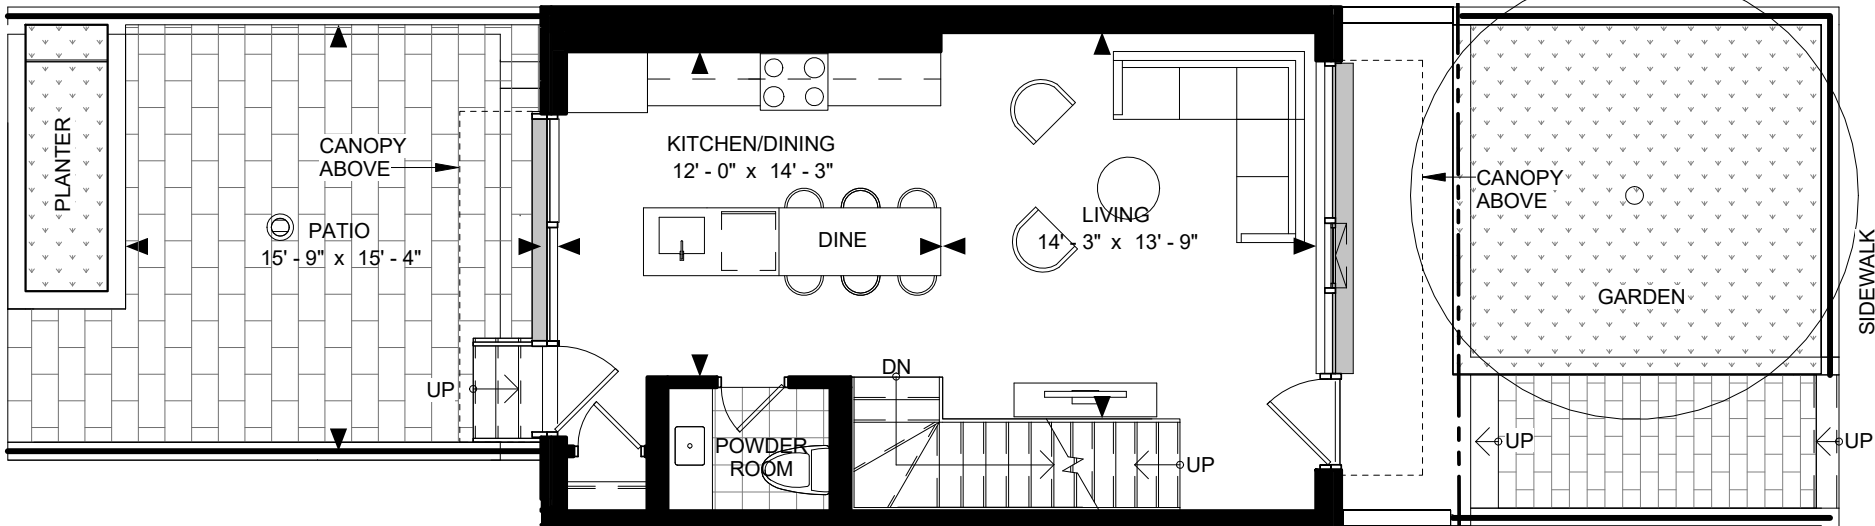 PLANTER
CANOPY
ABOVE
PATIO
15' - 9" x 15' - 4"
UP
KITCHEN/DINING
12' - 0" x 14' - 3"
DINE
LIVING
14' - 3" x 13' - 9"
DN
POWDER
ROOM
UP
CANOPY
ABOVE
GARDEN
SIDEWALK
UP
UP